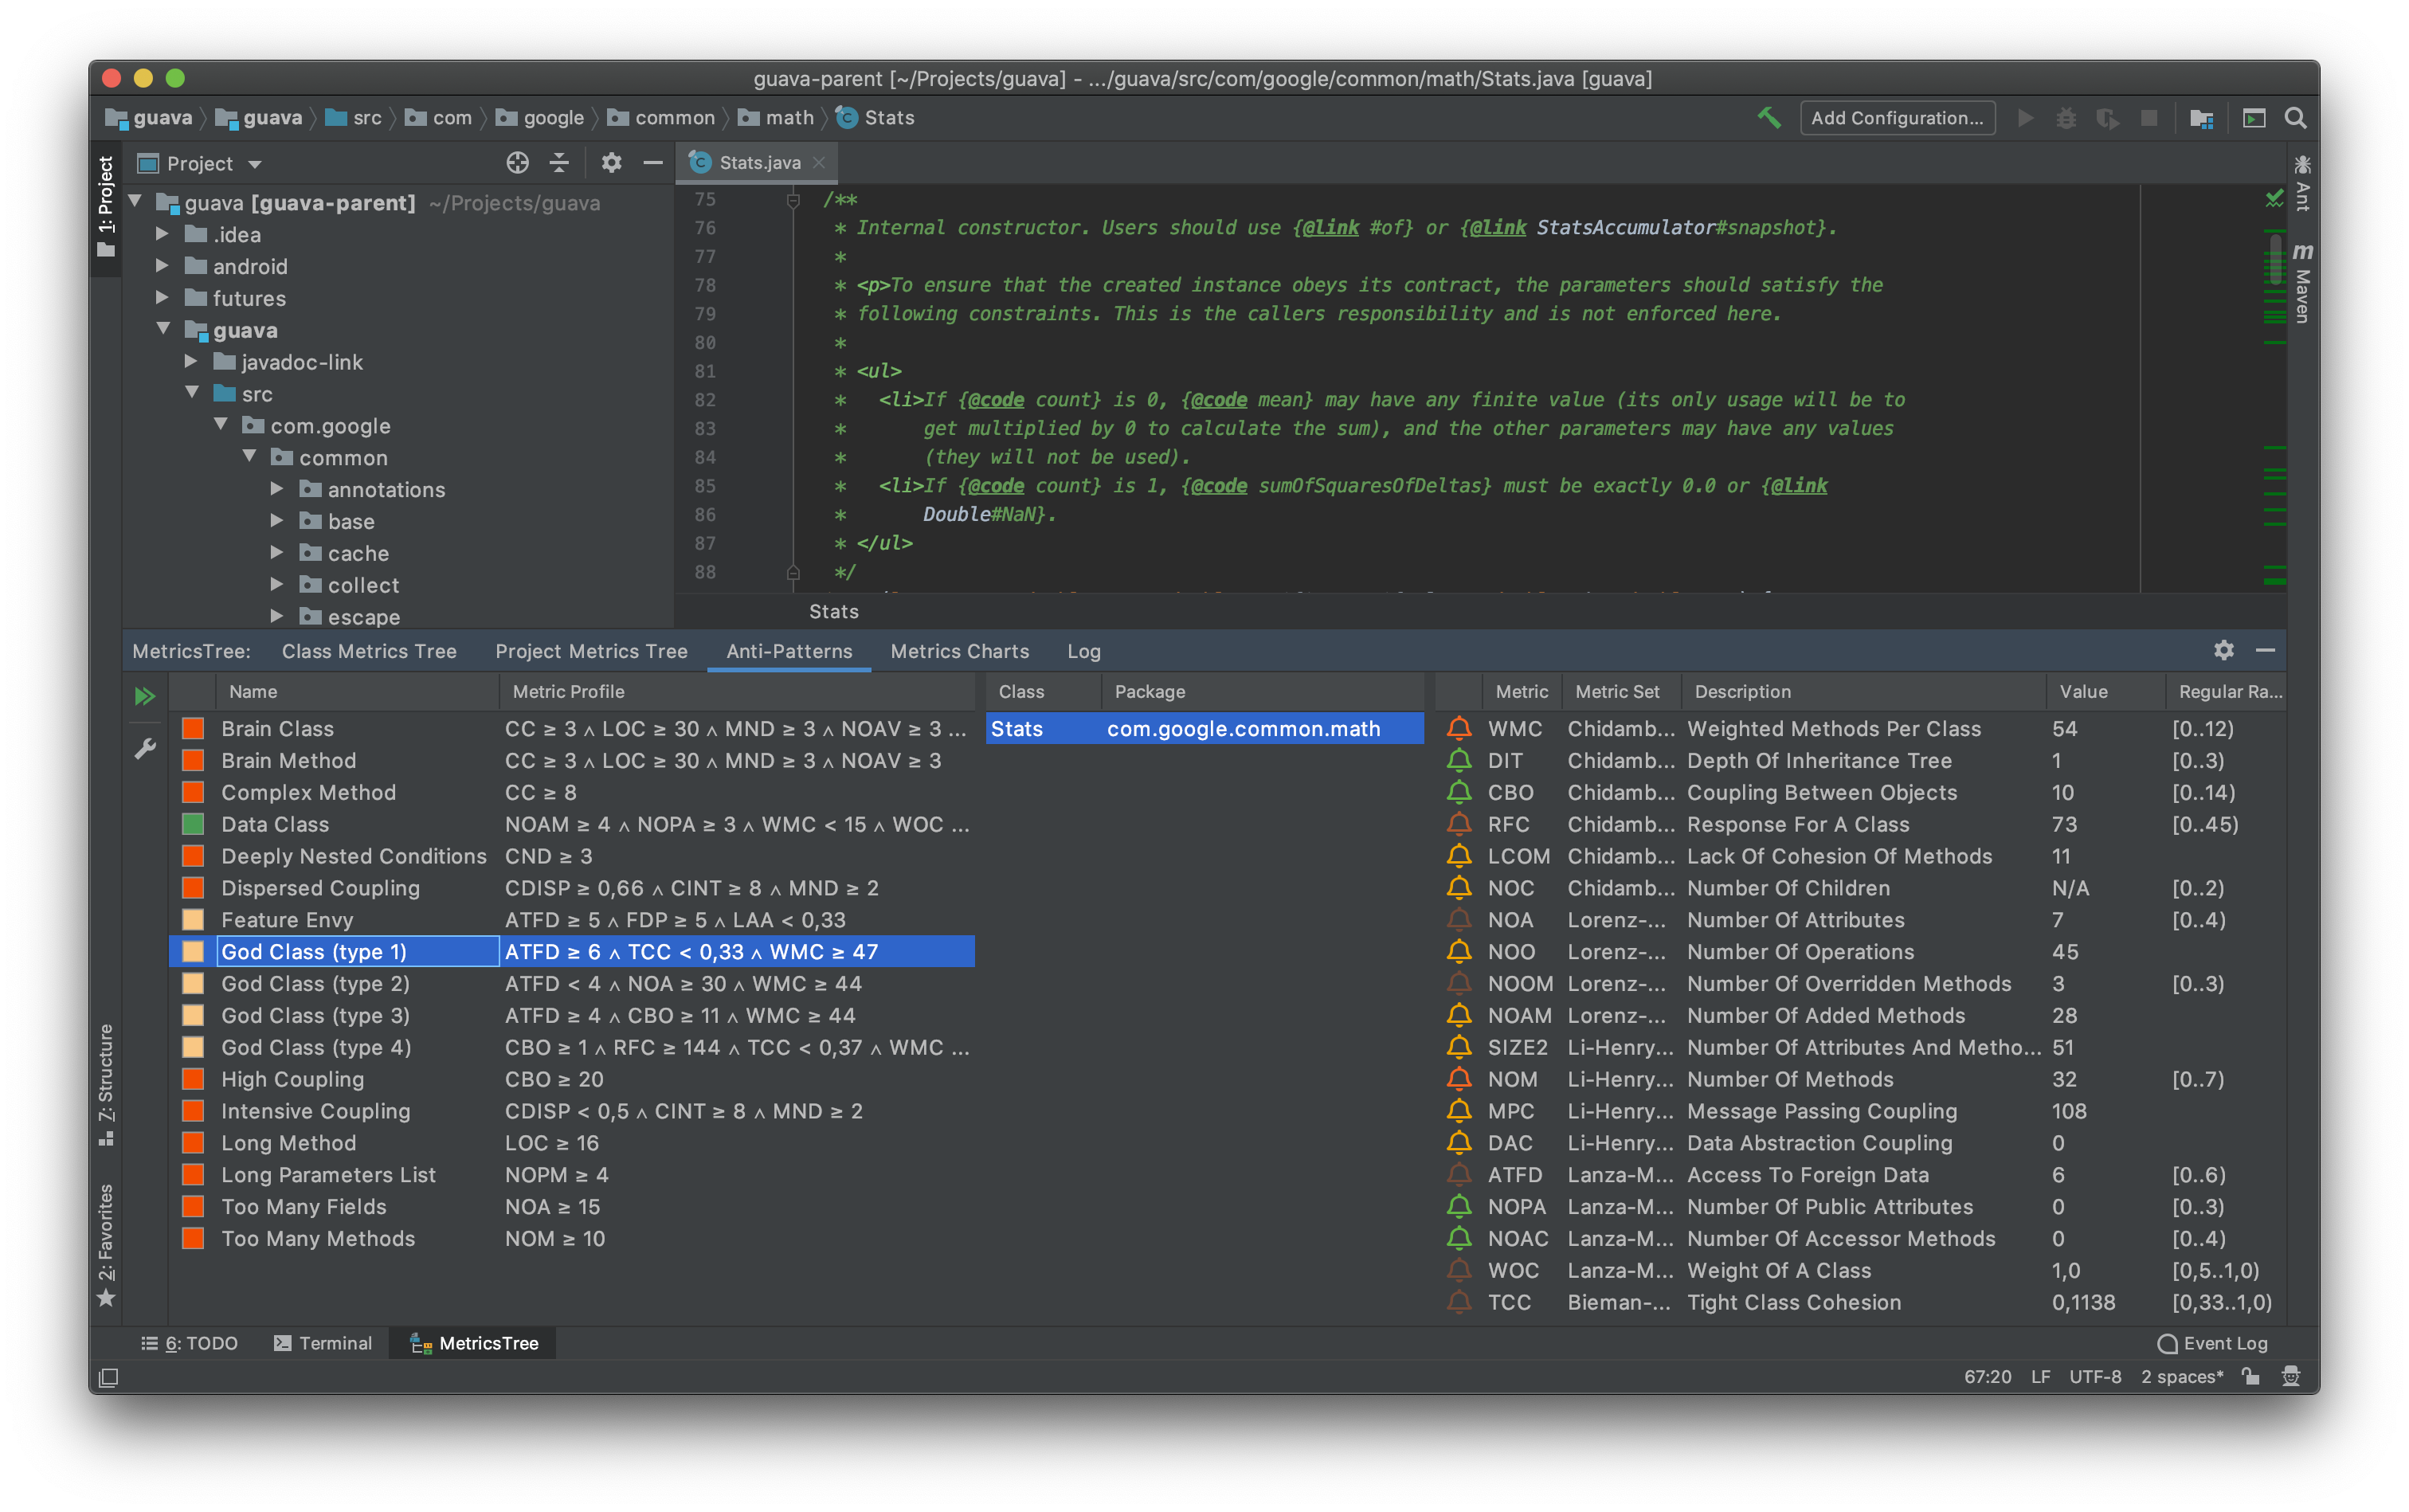 guava-parent [~/Projects/guava] - .../guava/src/com/google/common/math/Stats.java [guava]
guava guava src com google common math Stats
Add Configuration...
1: Project
Project
guava [guava-parent] ~/Projects/guava
.idea
android
futures
guava
javadoc-link
src
com.google
common
annotations
base
cache
collect
escape
Stats.java
75 /**
76 * Internal constructor. Users should use {@link #of} or {@link StatsAccumulator#snapshot}.
77 *
78 * <p>To ensure that the created instance obeys its contract, the parameters should satisfy the
79 * following constraints. This is the callers responsibility and is not enforced here.
80 *
81 * <ul>
82 *   <li>If {@code count} is 0, {@code mean} may have any finite value (its only usage will be to
83 *       get multiplied by 0 to calculate the sum), and the other parameters may have any values
84 *       (they will not be used).
85 *   <li>If {@code count} is 1, {@code sumOfSquaresOfDeltas} must be exactly 0.0 or {@link
86 *       Double#NaN}.
87 * </ul>
88 */
Stats
Ant
m Maven
MetricsTree: Class Metrics Tree Project Metrics Tree Anti-Patterns Metrics Charts Log
Name Metric Profile
Brain Class CC ≥ 3 ∧ LOC ≥ 30 ∧ MND ≥ 3 ∧ NOAV ≥ 3 ...
Brain Method CC ≥ 3 ∧ LOC ≥ 30 ∧ MND ≥ 3 ∧ NOAV ≥ 3
Complex Method CC ≥ 8
Data Class NOAM ≥ 4 ∧ NOPA ≥ 3 ∧ WMC < 15 ∧ WOC ...
Deeply Nested Conditions CND ≥ 3
Dispersed Coupling CDISP ≥ 0,66 ∧ CINT ≥ 8 ∧ MND ≥ 2
Feature Envy ATFD ≥ 5 ∧ FDP ≥ 5 ∧ LAA < 0,33
God Class (type 1) ATFD ≥ 6 ∧ TCC < 0,33 ∧ WMC ≥ 47
God Class (type 2) ATFD < 4 ∧ NOA ≥ 30 ∧ WMC ≥ 44
God Class (type 3) ATFD ≥ 4 ∧ CBO ≥ 11 ∧ WMC ≥ 44
God Class (type 4) CBO ≥ 1 ∧ RFC ≥ 144 ∧ TCC < 0,37 ∧ WMC ...
High Coupling CBO ≥ 20
Intensive Coupling CDISP < 0,5 ∧ CINT ≥ 8 ∧ MND ≥ 2
Long Method LOC ≥ 16
Long Parameters List NOPM ≥ 4
Too Many Fields NOA ≥ 15
Too Many Methods NOM ≥ 10
Class Package
Stats com.google.common.math
Metric Metric Set Description Value Regular Ra...
WMC Chidamb... Weighted Methods Per Class 54 [0..12)
DIT Chidamb... Depth Of Inheritance Tree 1 [0..3)
CBO Chidamb... Coupling Between Objects 10 [0..14)
RFC Chidamb... Response For A Class 73 [0..45)
LCOM Chidamb... Lack Of Cohesion Of Methods 11
NOC Chidamb... Number Of Children N/A [0..2)
NOA Lorenz-... Number Of Attributes 7 [0..4)
NOO Lorenz-... Number Of Operations 45
NOOM Lorenz-... Number Of Overridden Methods 3 [0..3)
NOAM Lorenz-... Number Of Added Methods 28
SIZE2 Li-Henry... Number Of Attributes And Metho... 51
NOM Li-Henry... Number Of Methods 32 [0..7)
MPC Li-Henry... Message Passing Coupling 108
DAC Li-Henry... Data Abstraction Coupling 0
ATFD Lanza-M... Access To Foreign Data 6 [0..6)
NOPA Lanza-M... Number Of Public Attributes 0 [0..3)
NOAC Lanza-M... Number Of Accessor Methods 0 [0..4)
WOC Lanza-M... Weight Of A Class 1,0 [0,5..1,0)
TCC Bieman-... Tight Class Cohesion 0,1138 [0,33..1,0)
7: Structure
2: Favorites
6: TODO Terminal MetricsTree Event Log
67:20 LF UTF-8 2 spaces*